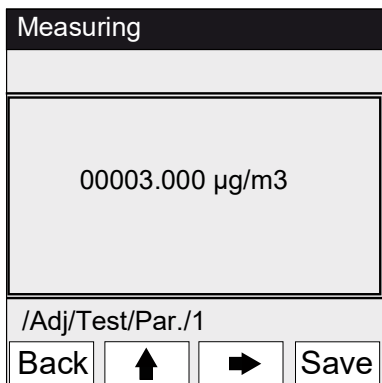 Measuring
00003.000 µg/m3
/Adj/Test/Par./1
Back Save